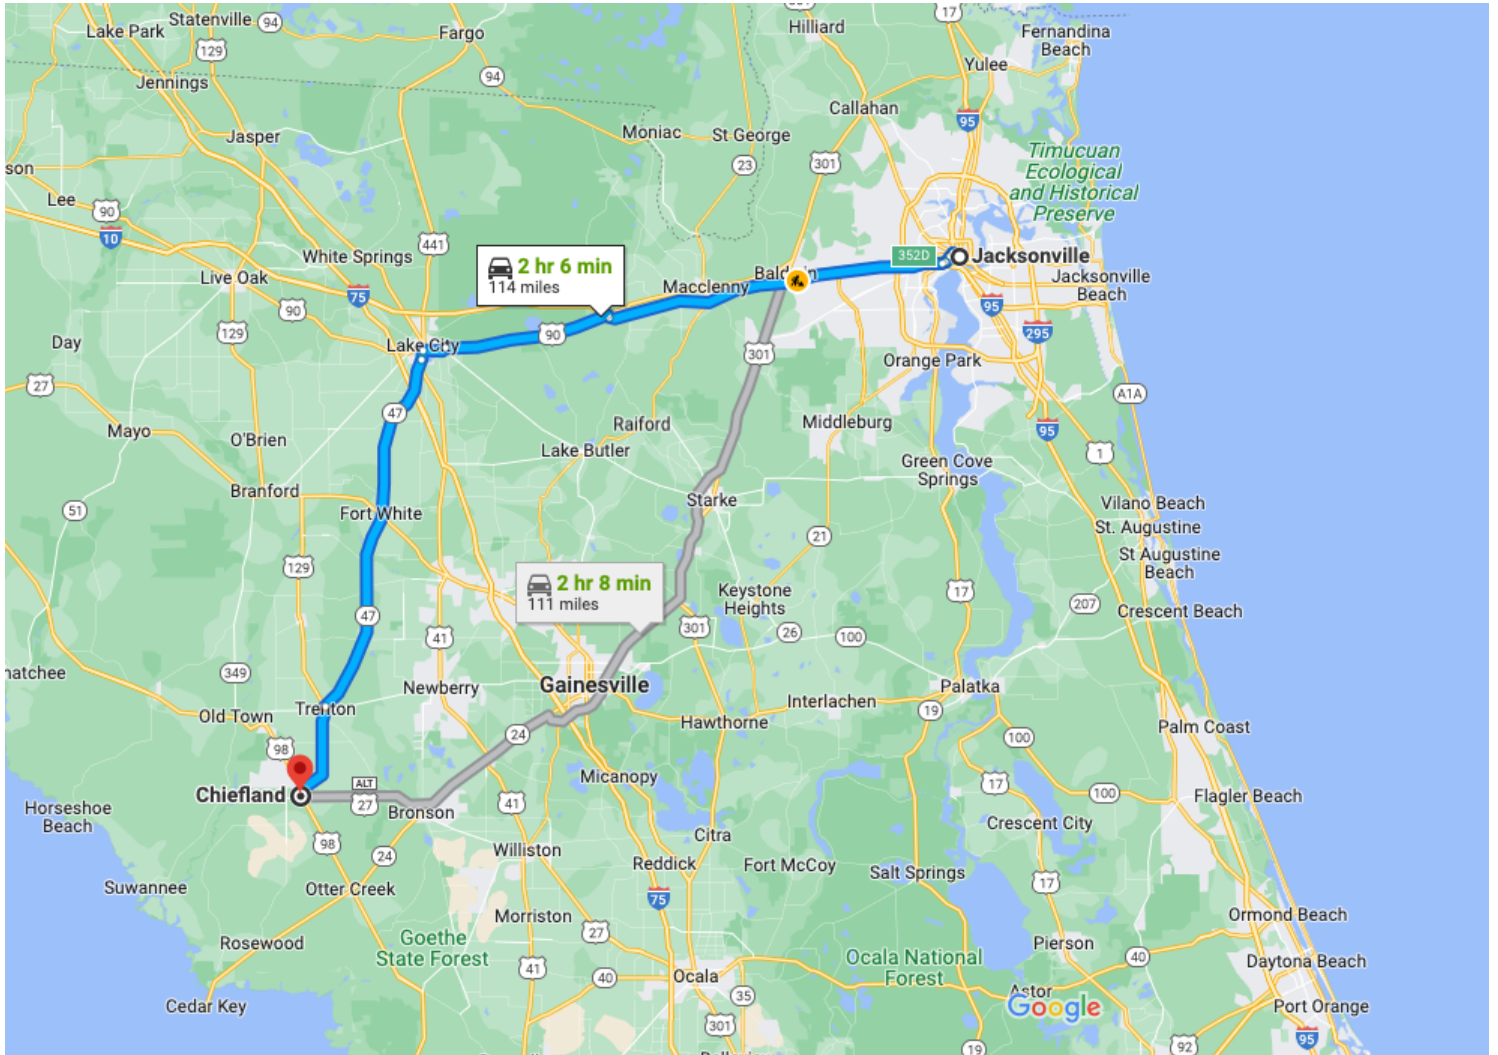 Statenville
94
17
Lake Park
Fargo
Hilliard
Fernandina
Beach
129
Yulee
94
Jennings
Callahan
95
Jasper
Moniac
St George
301
Timucuan
Ecological
and Historical
Preserve
son
23
Lee
90
10
441
White Springs
352D
Jacksonville
2 hr 6 min
114 miles
Live Oak
Macclenny
Baldwin
Jacksonville
Beach
75
90
95
129
90
295
Day
Lake City
301
Orange Park
27
A1A
47
Mayo
O'Brien
Raiford
Middleburg
95
Lake Butler
1
Green Cove
Springs
Branford
Starke
51
Fort White
Vilano Beach
St. Augustine
21
St Augustine
Beach
129
2 hr 8 min
111 miles
Keystone
Heights
17
207
Crescent Beach
47
41
301
26
100
349
natchee
Newberry
Gainesville
Palatka
Interlachen
19
Old Town
Trenton
Hawthorne
Palm Coast
98
24
100
Micanopy
17
Chiefland
ALT
27
100
Flagler Beach
Horseshoe
Beach
Bronson
41
Crescent City
98
24
Citra
Williston
Reddick
Fort McCoy
Salt Springs
Suwannee
Otter Creek
75
17
Morriston
Ormond Beach
27
Goethe
State Forest
Rosewood
Pierson
Ocala National
Forest
40
Daytona Beach
41
40
Ocala
Astor
35
Google
Cedar Key
Port Orange
301
19
92
95